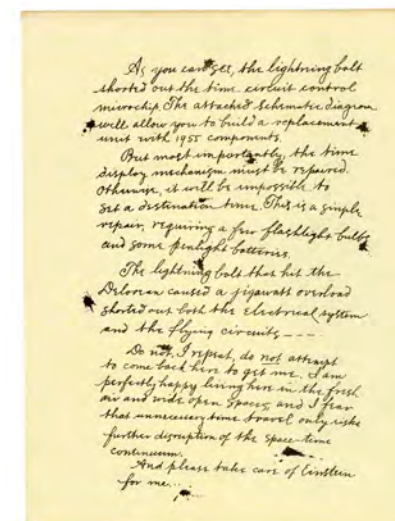 As you can see, the lightning bolt
shorted out the time circuit control
microchip. The attached schematic diagram
will allow you to build a replacement
unit with 1955 components.
But most importantly, the time
display mechanism must be repaired.
Otherwise, it will be impossible to
set a destination time. This is a simple
repair, requiring a few flashlight bulbs
and some penlight batteries.
The lightning bolt that hit the
Delorean caused a jigawatt overload
shorted out both the electrical system
and the flying circuits ----
Do not, I repeat, do not attempt
to come back here to get me. I am
perfectly happy living here in the fresh
air and wide open spaces, and I fear
that unnecessary time travel only risks
further disruption of the space-time
continuum.
And please take care of Einstein
for me...